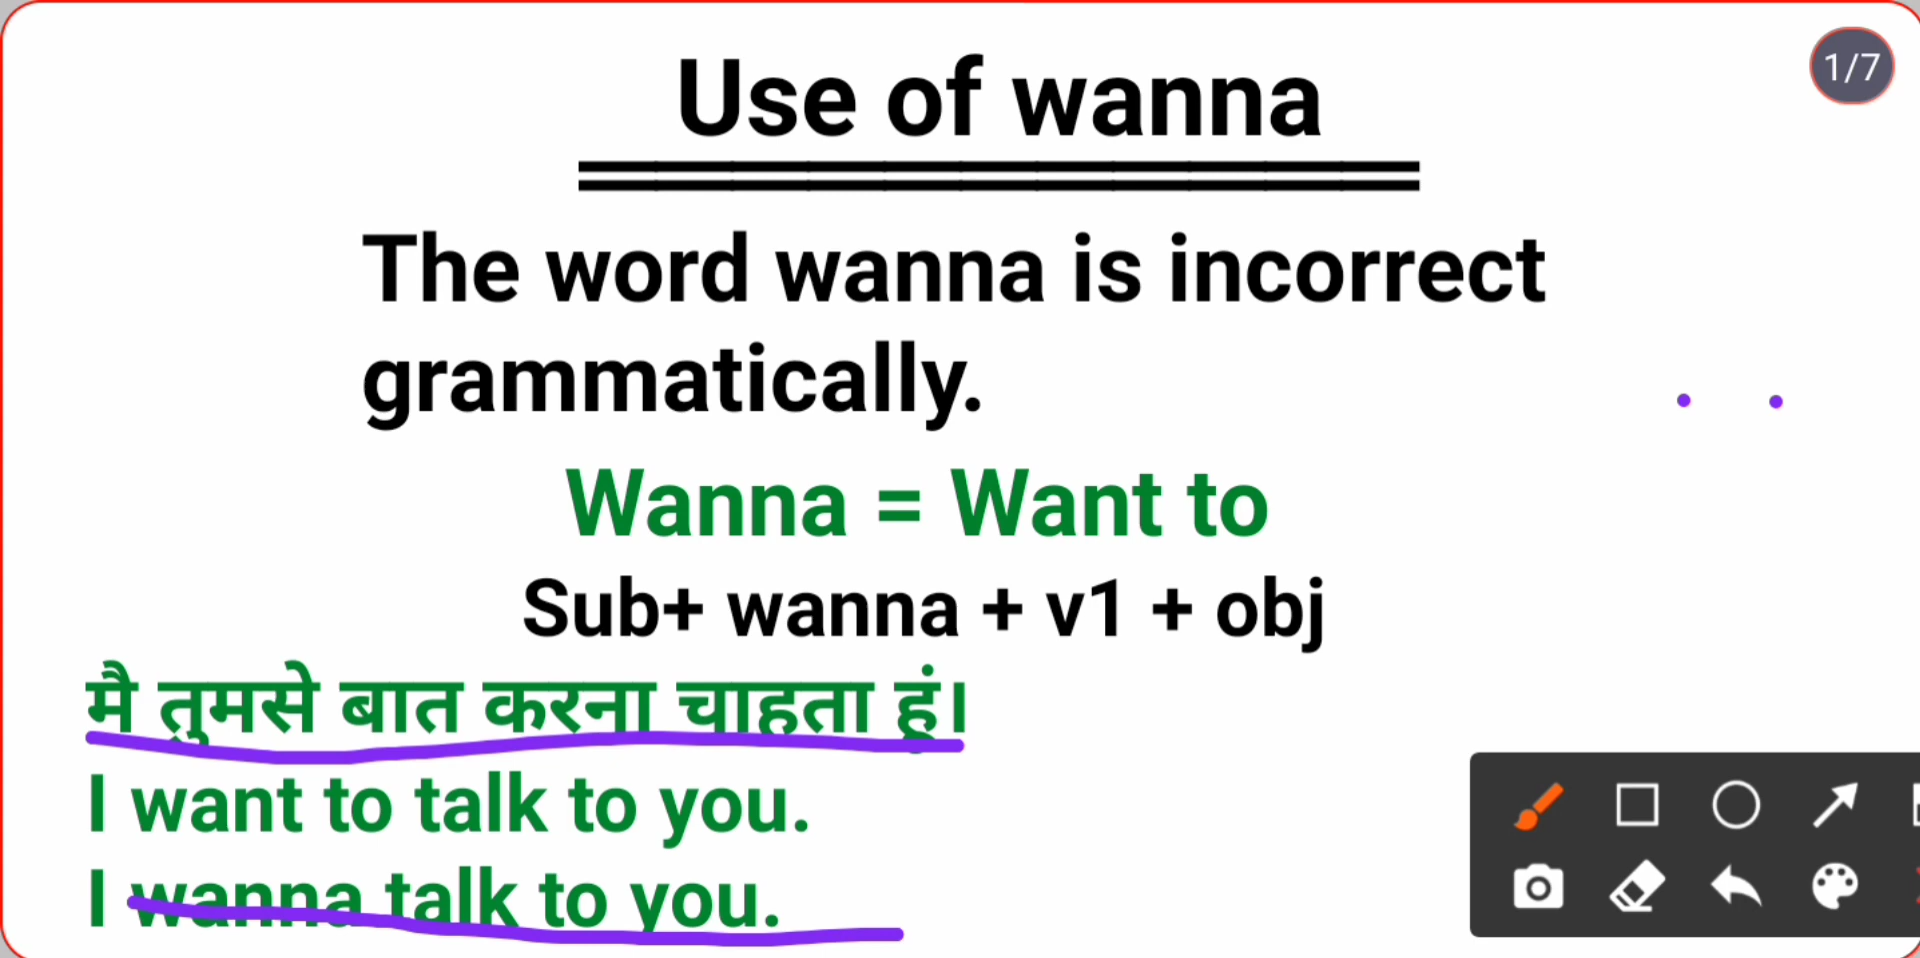 1/7
Use of wanna
The word wanna is incorrect
grammatically.
Wanna = Want to
Sub+ wanna + v1 + obj
मै तुमसे बात करना चाहता हूं।
I want to talk to you.
I wanna talk to you.